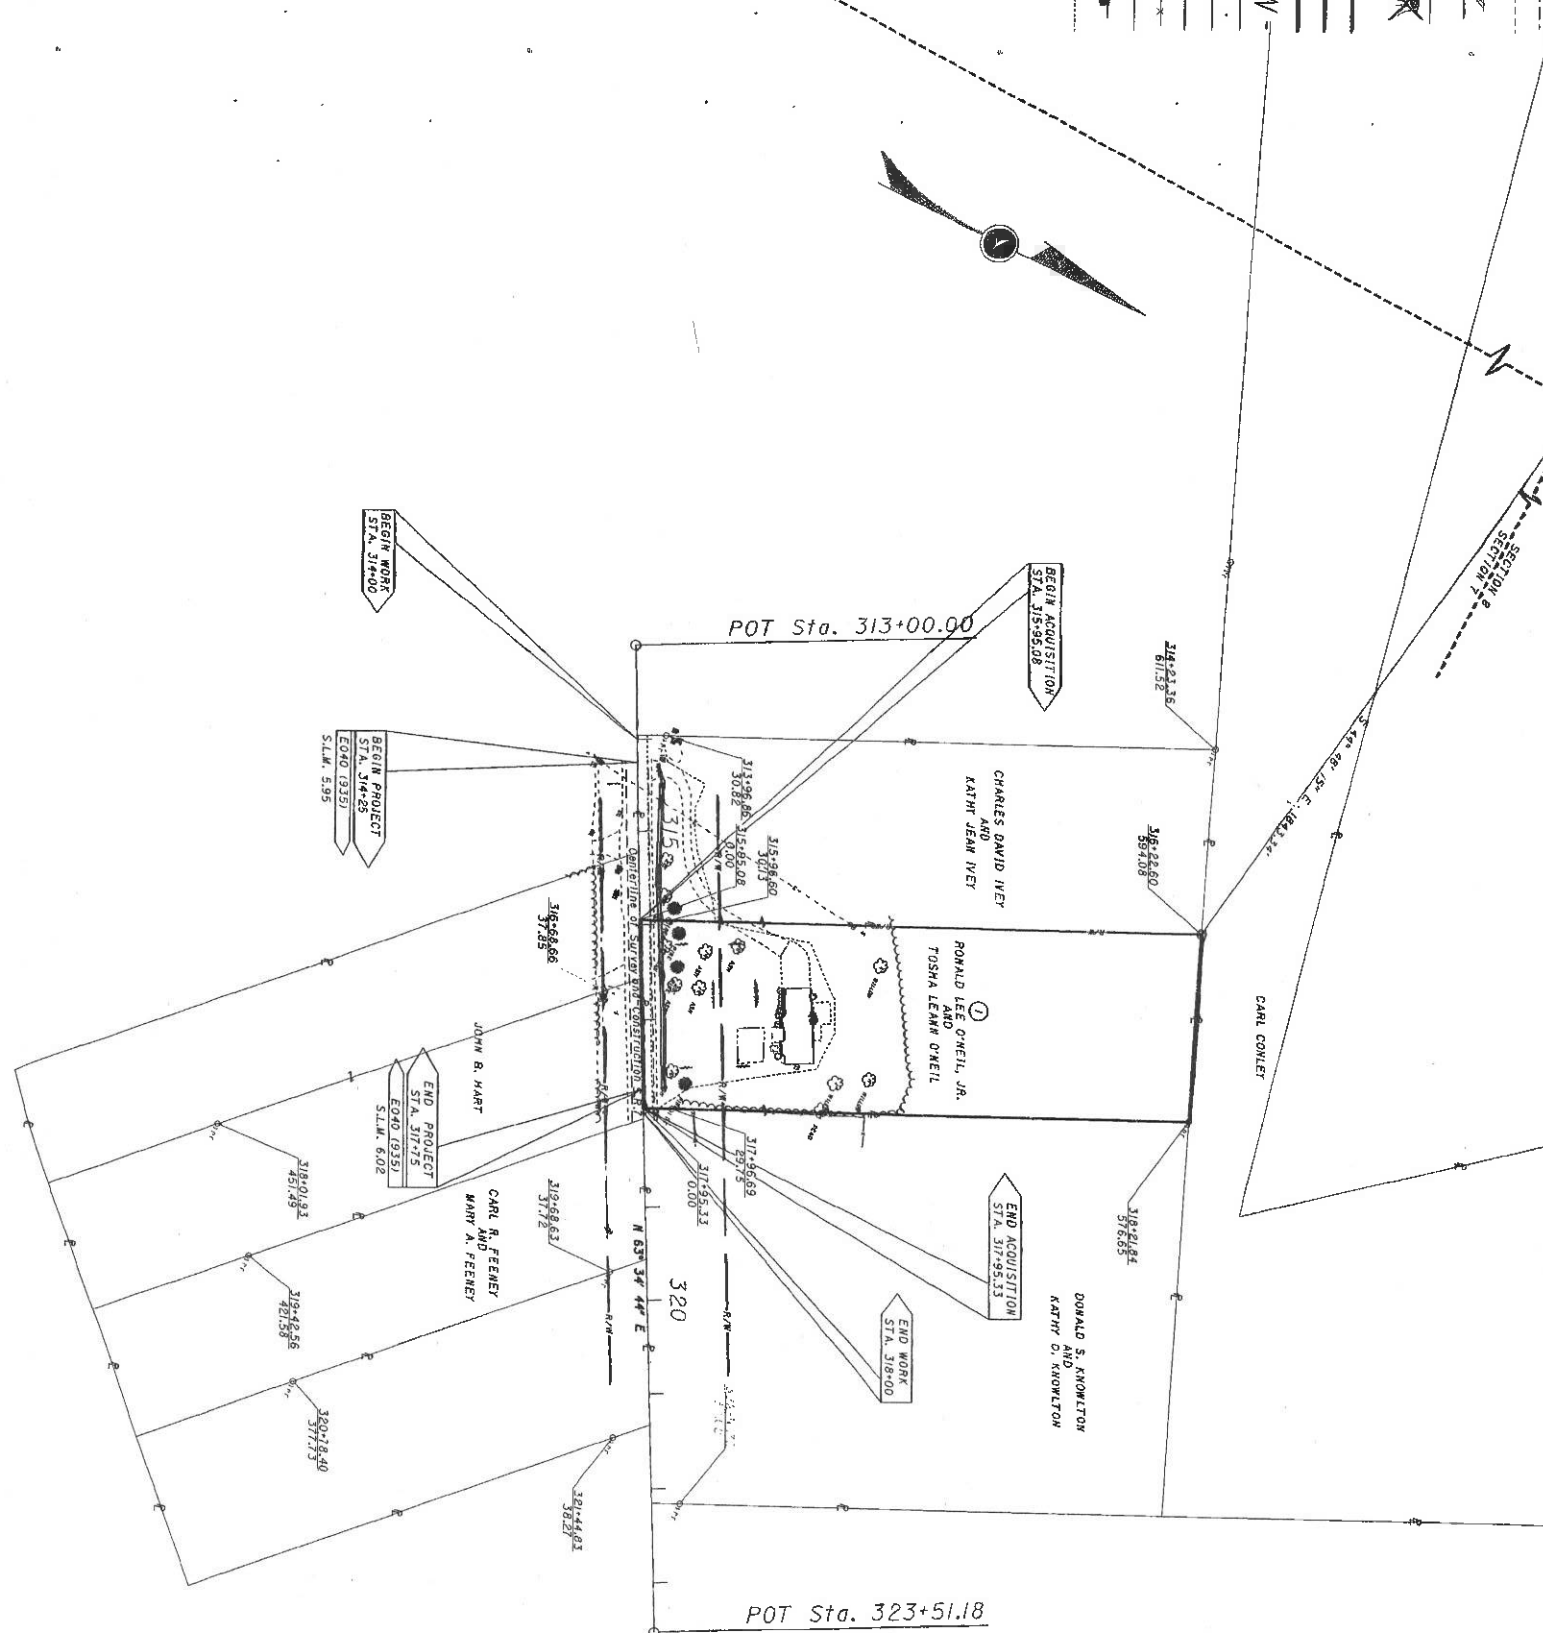 SECTION 8
SECTION 7
S 44° 48' 15" E
BEGIN WORK
STA. 314+00
BEGIN ACQUISITION
STA. 315+95.08
POT Sta. 313+00.00
314+23.36
611.52
BEGIN PROJECT
STA. 314+25
E040 (935)
S.L.M. 5.95
313+96.86
30.82
315+95.08
0.00
315+96.60
30.13
CHARLES DAVID IVEY
AND
KATHY JEAN IVEY
316+22.60
594.08
315
Centerline of Survey and Construction
316+68.66
37.85
1
RONALD LEE O'NEIL, JR.
AND
TOSHA LEANN O'NEIL
CARL CONLEY
JOHN B. HART
END PROJECT
STA. 317+75
E040 (935)
S.L.M. 6.02
R/W
R/W
317+96.69
29.75
317+95.33
0.00
318+01.93
451.49
CARL R. FEENEY
AND
MARY A. FEENEY
319+68.63
37.72
N 63° 34' 44" E
320
END ACQUISITION
STA. 317+95.33
318+21.84
576.65
R/W
R/W
END WORK
STA. 318+00
DONALD S. KNOWLTON
AND
KATHY D. KNOWLTON
319+42.56
421.58
320+18.40
377.73
321+44.83
38.27
POT Sta. 323+51.18